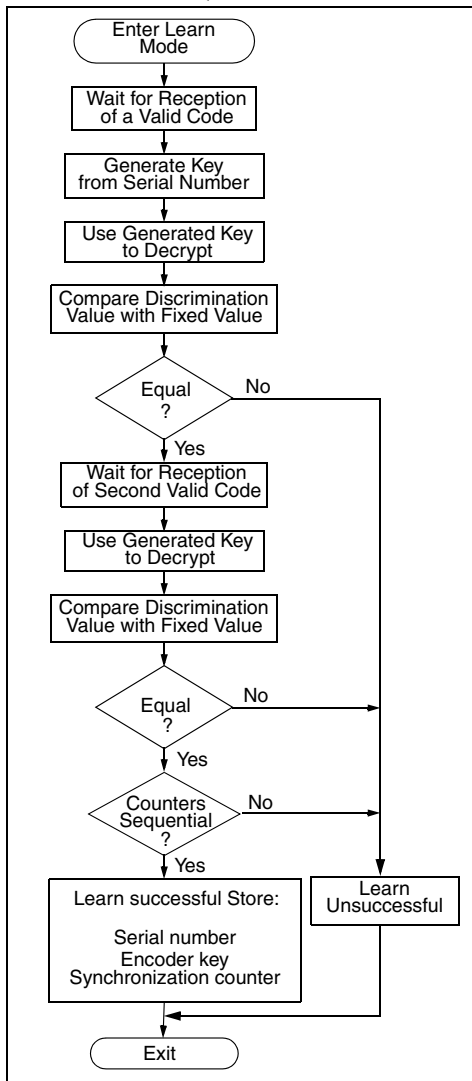 Enter Learn
Mode
Wait for Reception
of a Valid Code
Generate Key
from Serial Number
Use Generated Key
to Decrypt
Compare Discrimination
Value with Fixed Value
Equal
?
No
Yes
Wait for Reception
of Second Valid Code
Use Generated Key
to Decrypt
Compare Discrimination
Value with Fixed Value
Equal
?
No
Yes
Counters
Sequential
?
No
Yes
Learn successful Store:
Serial number
Encoder key
Synchronization counter
Learn
Unsuccessful
Exit